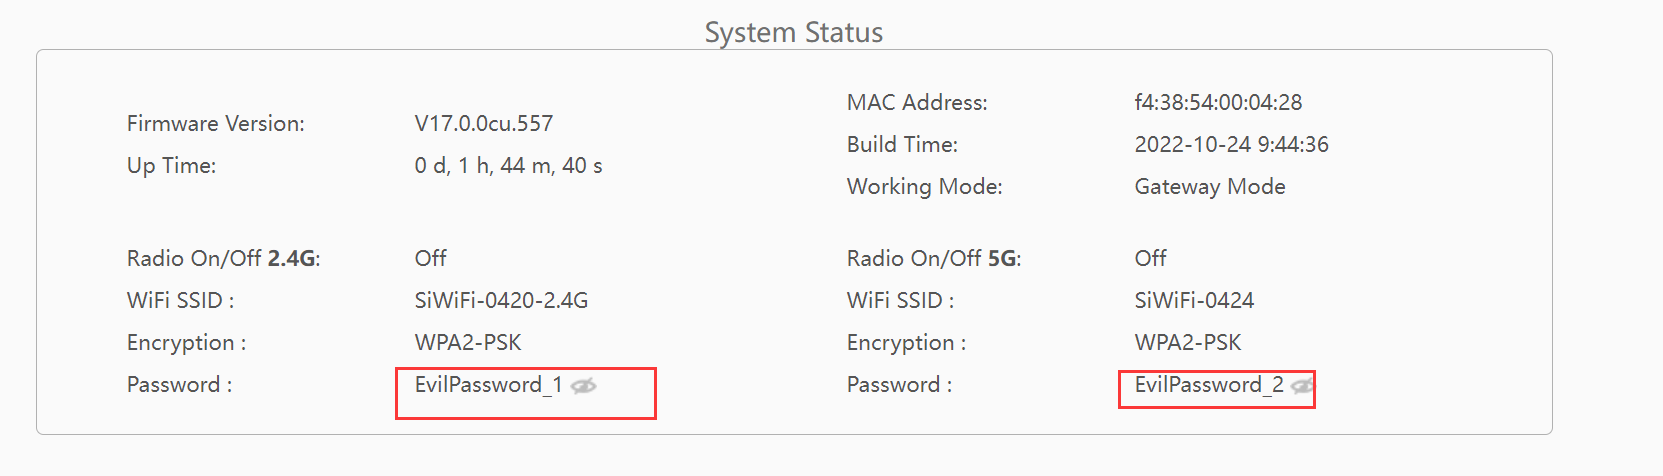 System Status
Firmware Version: V17.0.0cu.557
Up Time: 0 d, 1 h, 44 m, 40 s
MAC Address: f4:38:54:00:04:28
Build Time: 2022-10-24 9:44:36
Working Mode: Gateway Mode
Radio On/Off 2.4G: Off
WiFi SSID : SiWiFi-0420-2.4G
Encryption : WPA2-PSK
Password : EvilPassword_1
Radio On/Off 5G: Off
WiFi SSID : SiWiFi-0424
Encryption : WPA2-PSK
Password : EvilPassword_2